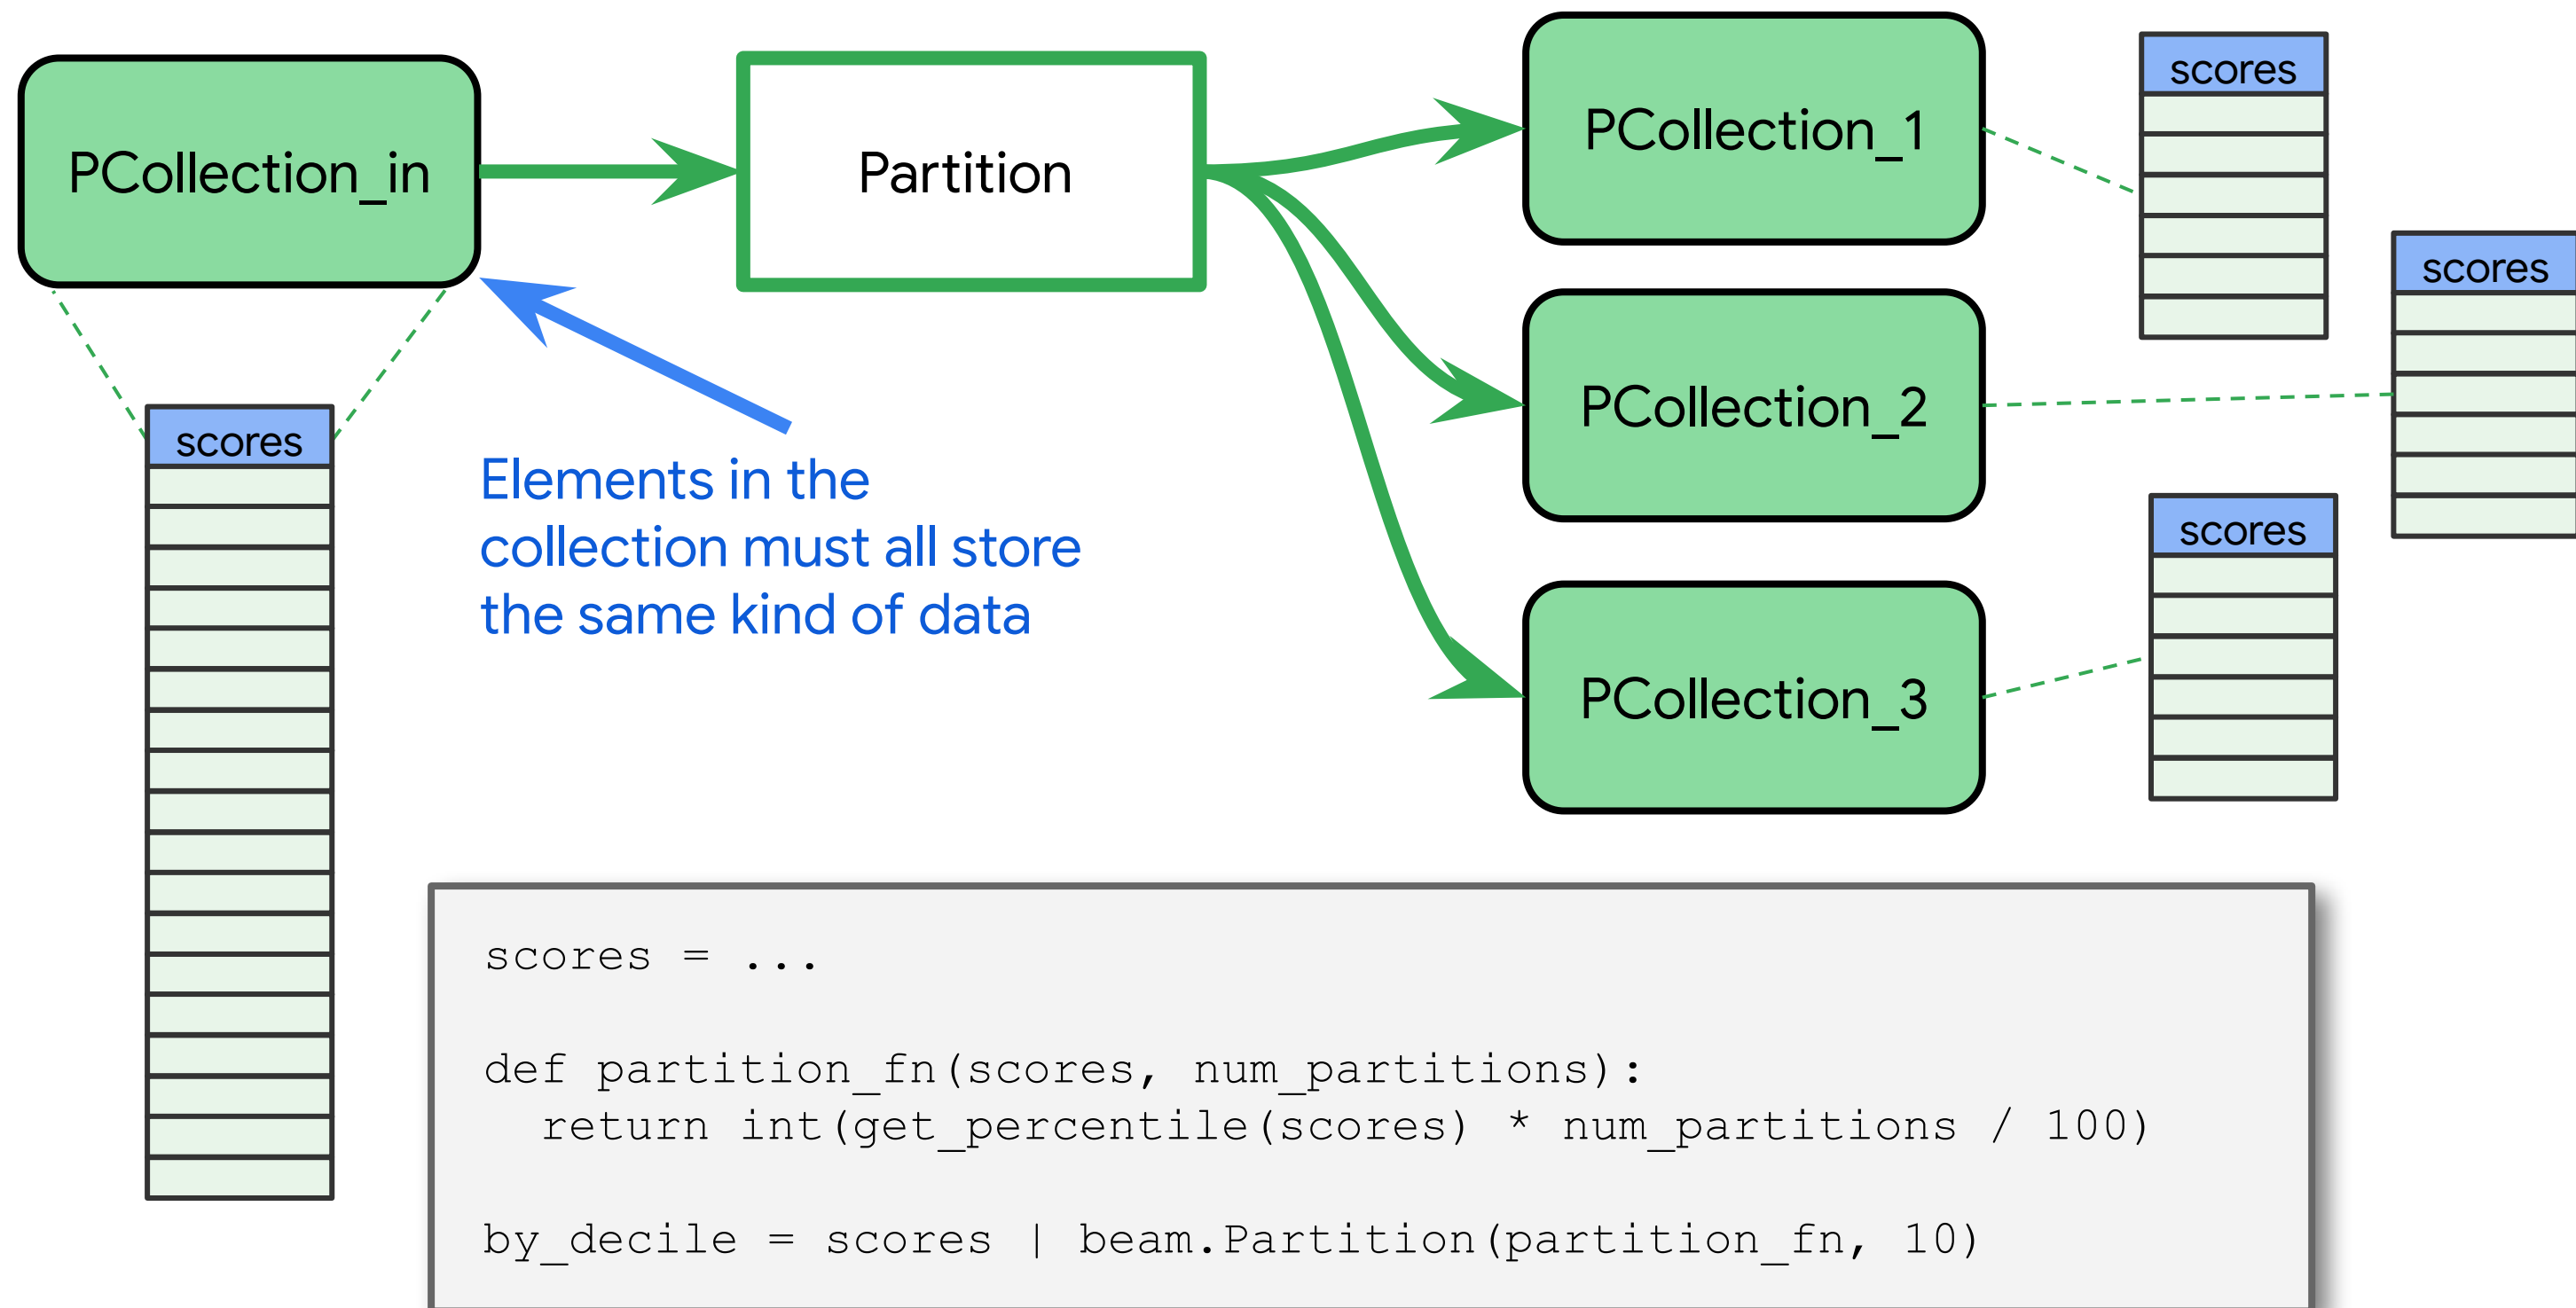 PCollection_in
Partition
PCollection_1
scores
scores
PCollection_2
scores
Elements in the
collection must all store
the same kind of data
scores
PCollection_3
scores = ...
def partition_fn(scores, num_partitions):
  return int(get_percentile(scores) * num_partitions / 100)
by_decile = scores | beam.Partition(partition_fn, 10)